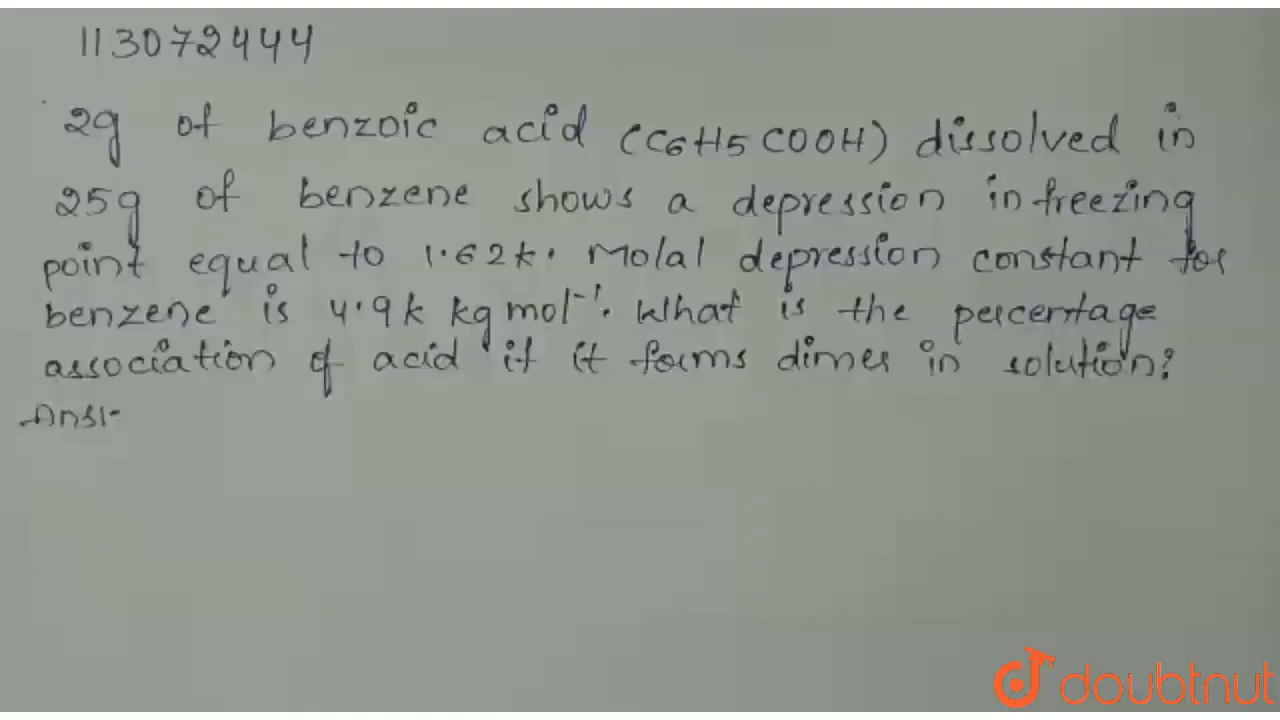 113072444
2g of benzoic acid (C6H5COOH) dissolved in
25g of benzene shows a depression in freezing
point equal to 1.62k. Molal depression constant for
benzene is 4.9k kg mol-1. What is the percentage
association of acid if it forms dimer in solution?
Ans:-
doubtnut